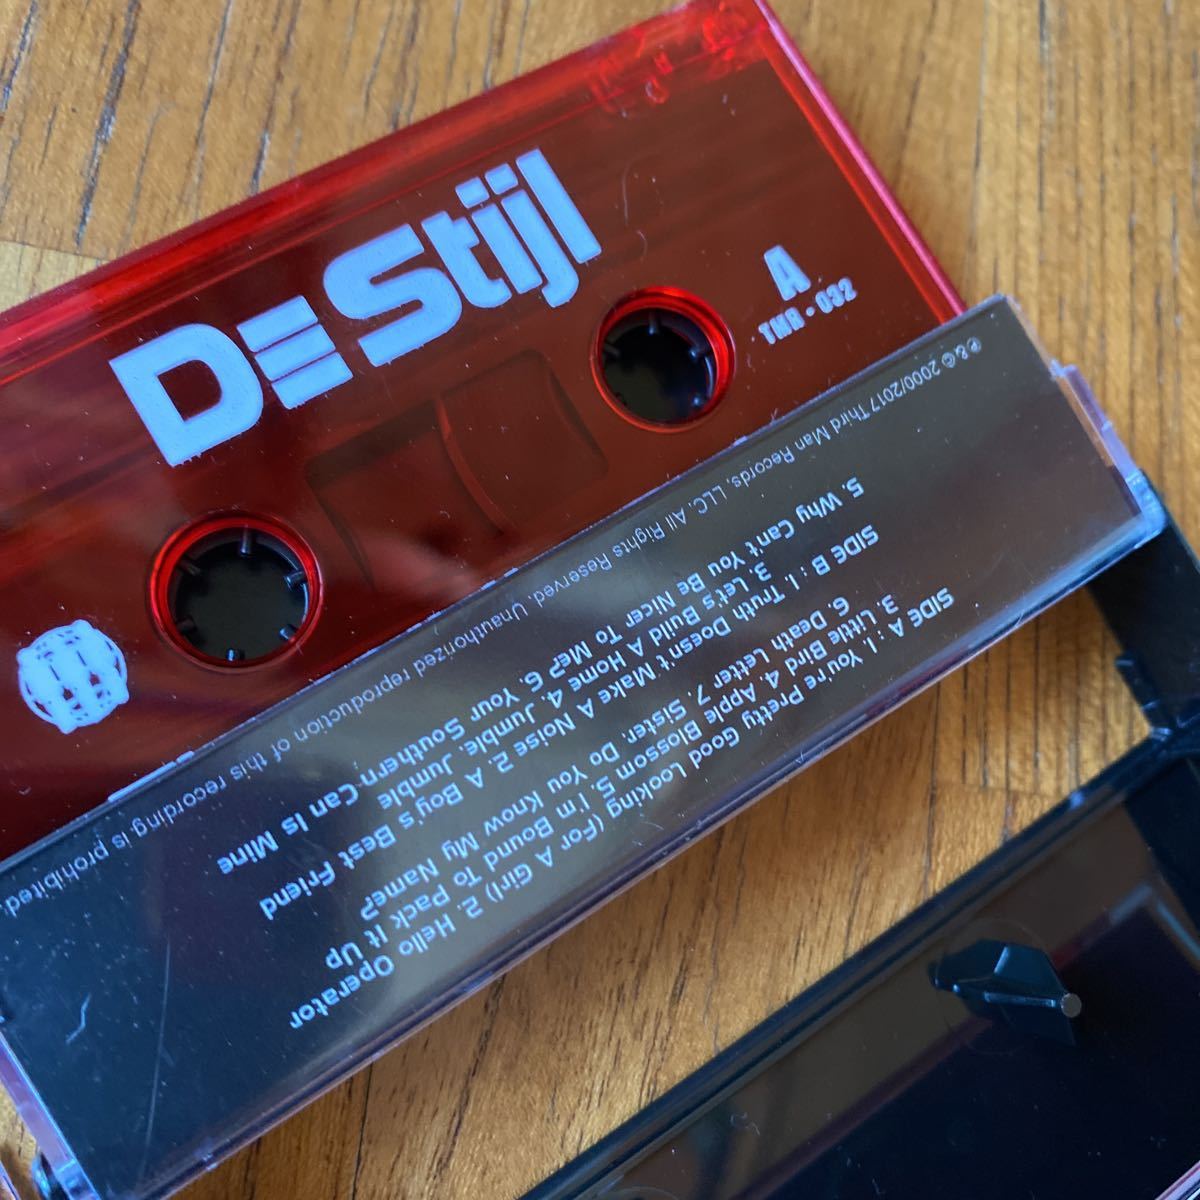 De Stijl
A
TMR • 032
SIDE A : 1. You're Pretty Good Looking (For A Girl) 2. Hello Operator
3. Little Bird 4. Apple Blossom 5. I'm Bound To Pack It Up
6. Death Letter 7. Sister, Do You Know My Name?
SIDE B : 1. Truth Doesn't Make A Noise 2. A Boy's Best Friend
3. Let's Build A Home 4. Jumble, Jumble
5. Why Can't You Be Nicer To Me? 6. Your Southern-Can Is Mine
℗&© 2000/2017 Third Man Records, LLC. All Rights Reserved. Unauthorized reproduction of this recording is prohibited.